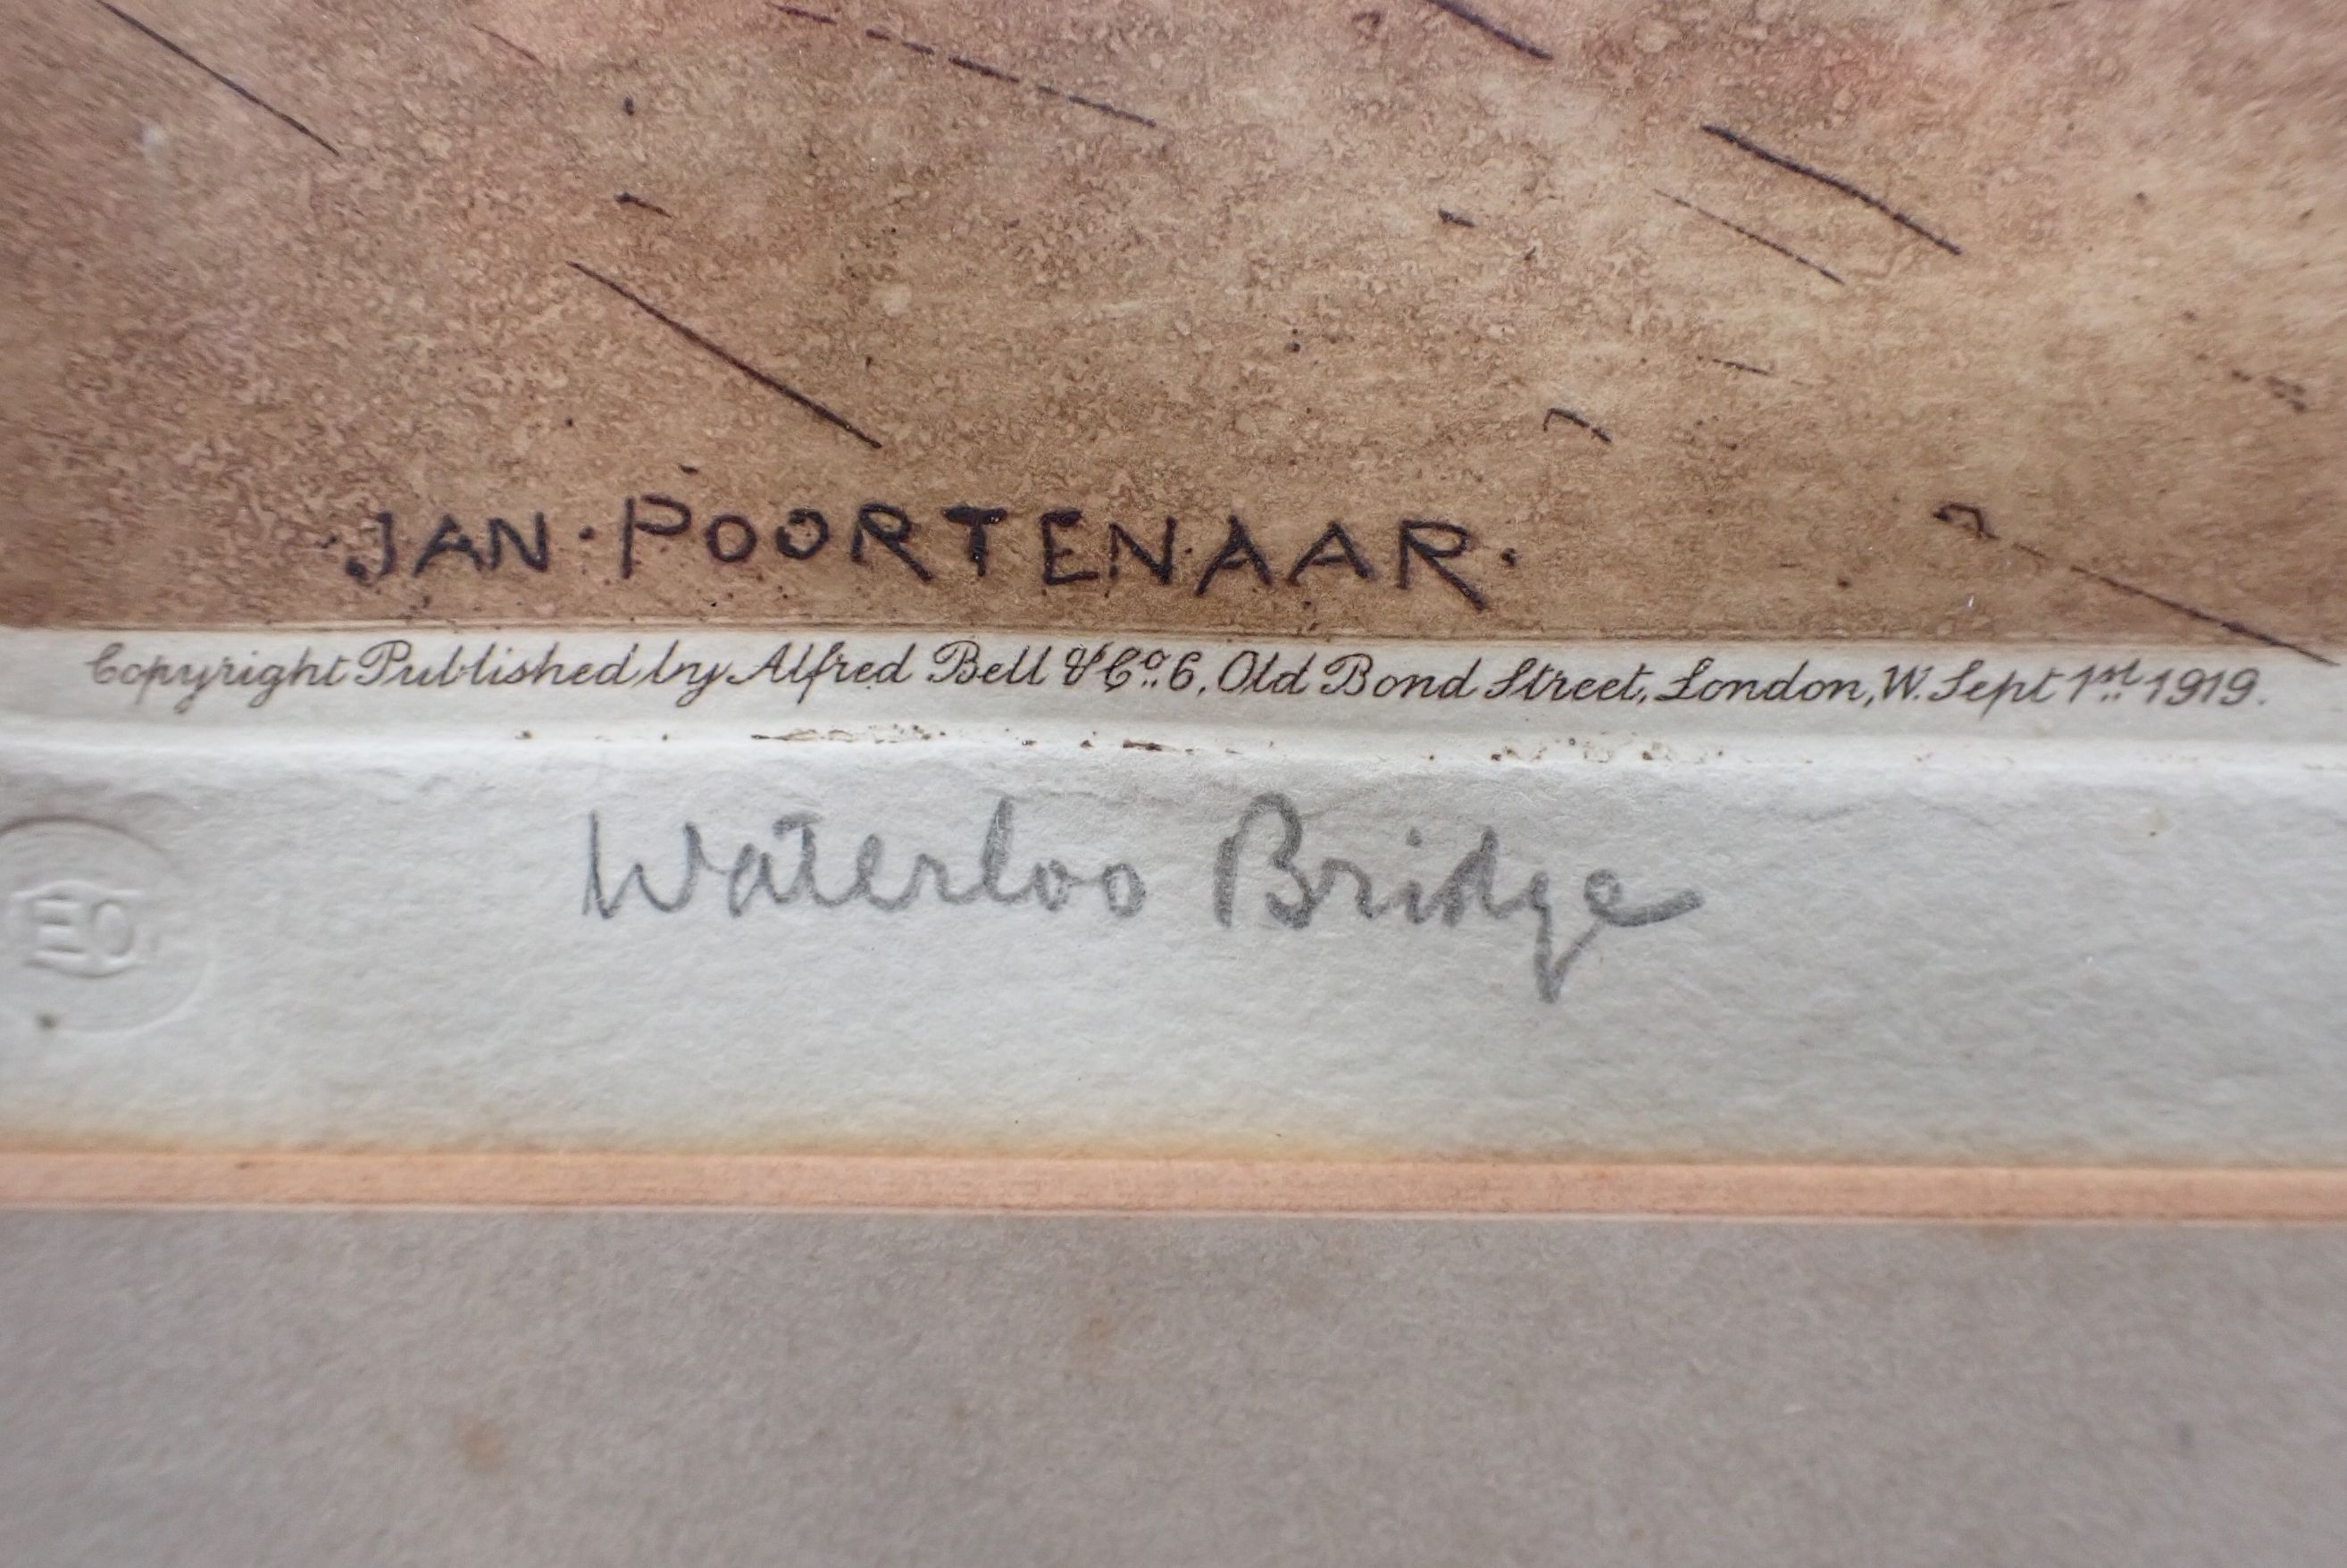 JAN · POORTENAAR ·
Copyright Published by Alfred Bell & Co. 6, Old Bond Street, London, W. Sept 1st 1919.
Waterloo Bridge